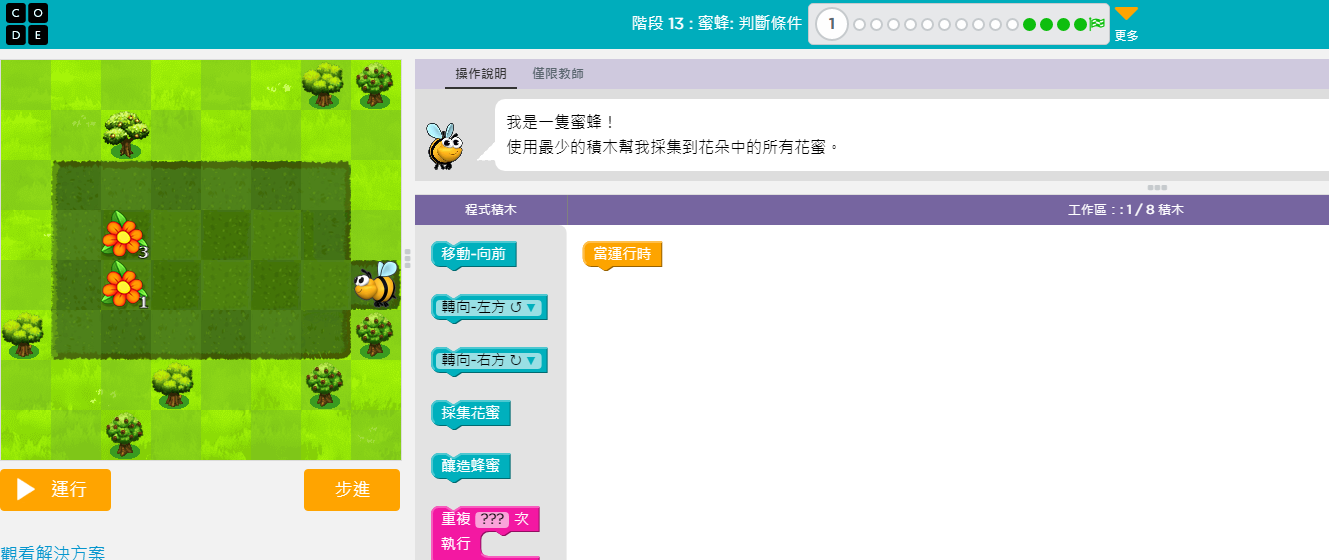 C O
D E
階段 13 : 蜜蜂: 判斷條件
1
更多
操作說明 僅限教師
我是一隻蜜蜂！
使用最少的積木幫我採集到花朵中的所有花蜜。
程式積木
工作區 : : 1 / 8 積木
移動-向前
當運行時
轉向-左方 ↺ ▼
轉向-右方 ↻ ▼
採集花蜜
釀造蜂蜜
重複 ??? 次
執行
3
1
運行
步進
觀看解決方案